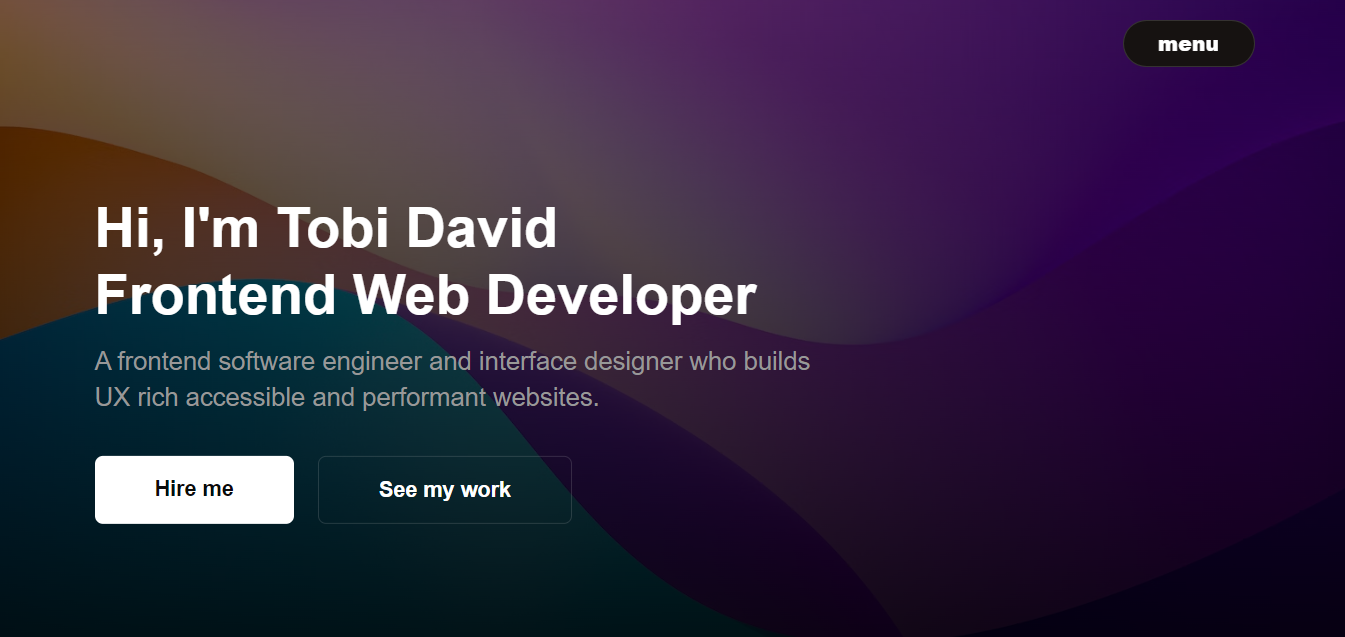 menu
Hi, I'm Tobi David
Frontend Web Developer
A frontend software engineer and interface designer who builds
UX rich accessible and performant websites.
Hire me
See my work